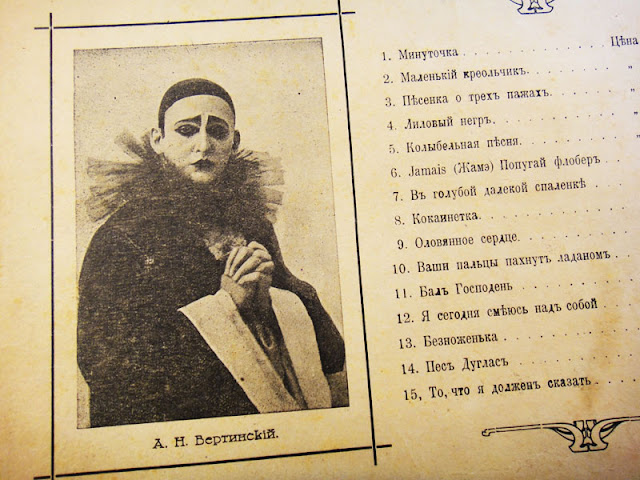 А. Н. Вертинскій.
1. Минуточка . . . . . . . . . . . . . . Цѣна
2. Маленькій креольчикъ. . . . . . . . . . „
3. Пѣсенка о трехъ пажахъ. . . . . . . . . „
4. Лиловый негръ. . . . . . . . . . . . . „
5. Колыбельная пѣсня . . . . . . . . . . . „
6. Jamais (Жамэ) Попугай флоберъ . .
7. Въ голубой далекой спаленкѣ . . . .
8. Кокаинетка. . . . . . . . . . . . .
9. Оловянное сердце. . . . . . . . . .
10. Ваши пальцы пахнутъ ладаномъ . . .
11. Балъ Господень . . . . . . . . . .
12. Я сегодня смѣюсь надъ собой . . . .
13. Безноженька . . . . . . . . . . . .
14. Песъ Дугласъ . . . . . . . . . . .
15, То, что я долженъ сказать . . . . .